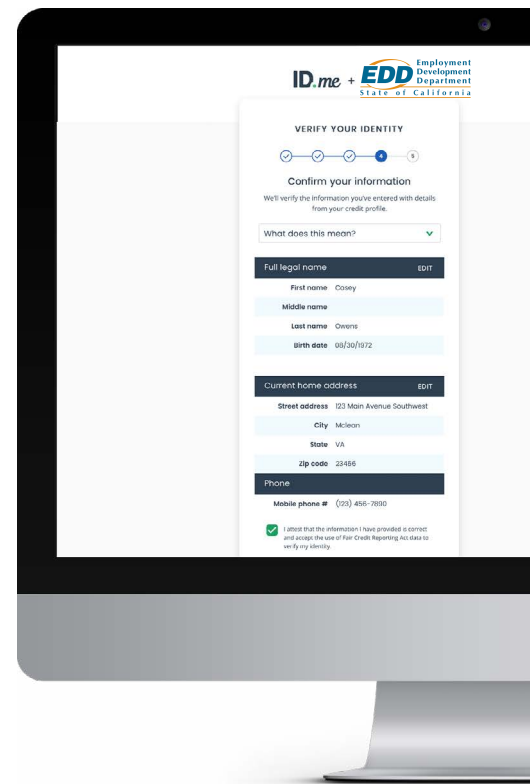 ID.me + EDD Employment
Development
Department
State of California
VERIFY YOUR IDENTITY
4 5
Confirm your information
We'll verify the information you've entered with details
from your credit profile.
What does this mean?
Full legal name EDIT
First name Casey
Middle name
Last name Owens
Birth date 08/30/1972
Current home address EDIT
Street address 123 Main Avenue Southwest
City Mclean
State VA
Zip code 23456
Phone
Mobile phone # (123) 456-7890
I attest that the information I have provided is correct
and accept the use of Fair Credit Reporting Act data to
verify my identity